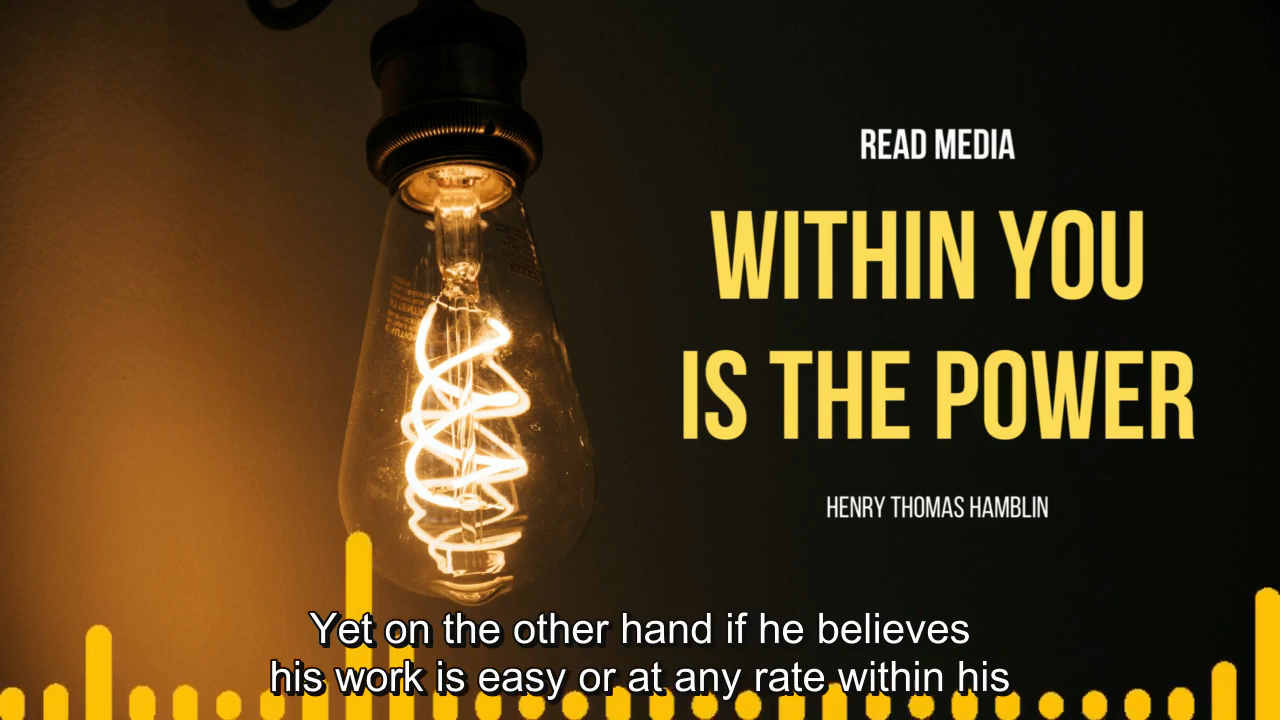 READ MEDIA
WITHIN YOU
IS THE POWER
HENRY THOMAS HAMBLIN
Yet on the other hand if he believes
his work is easy or at any rate within his